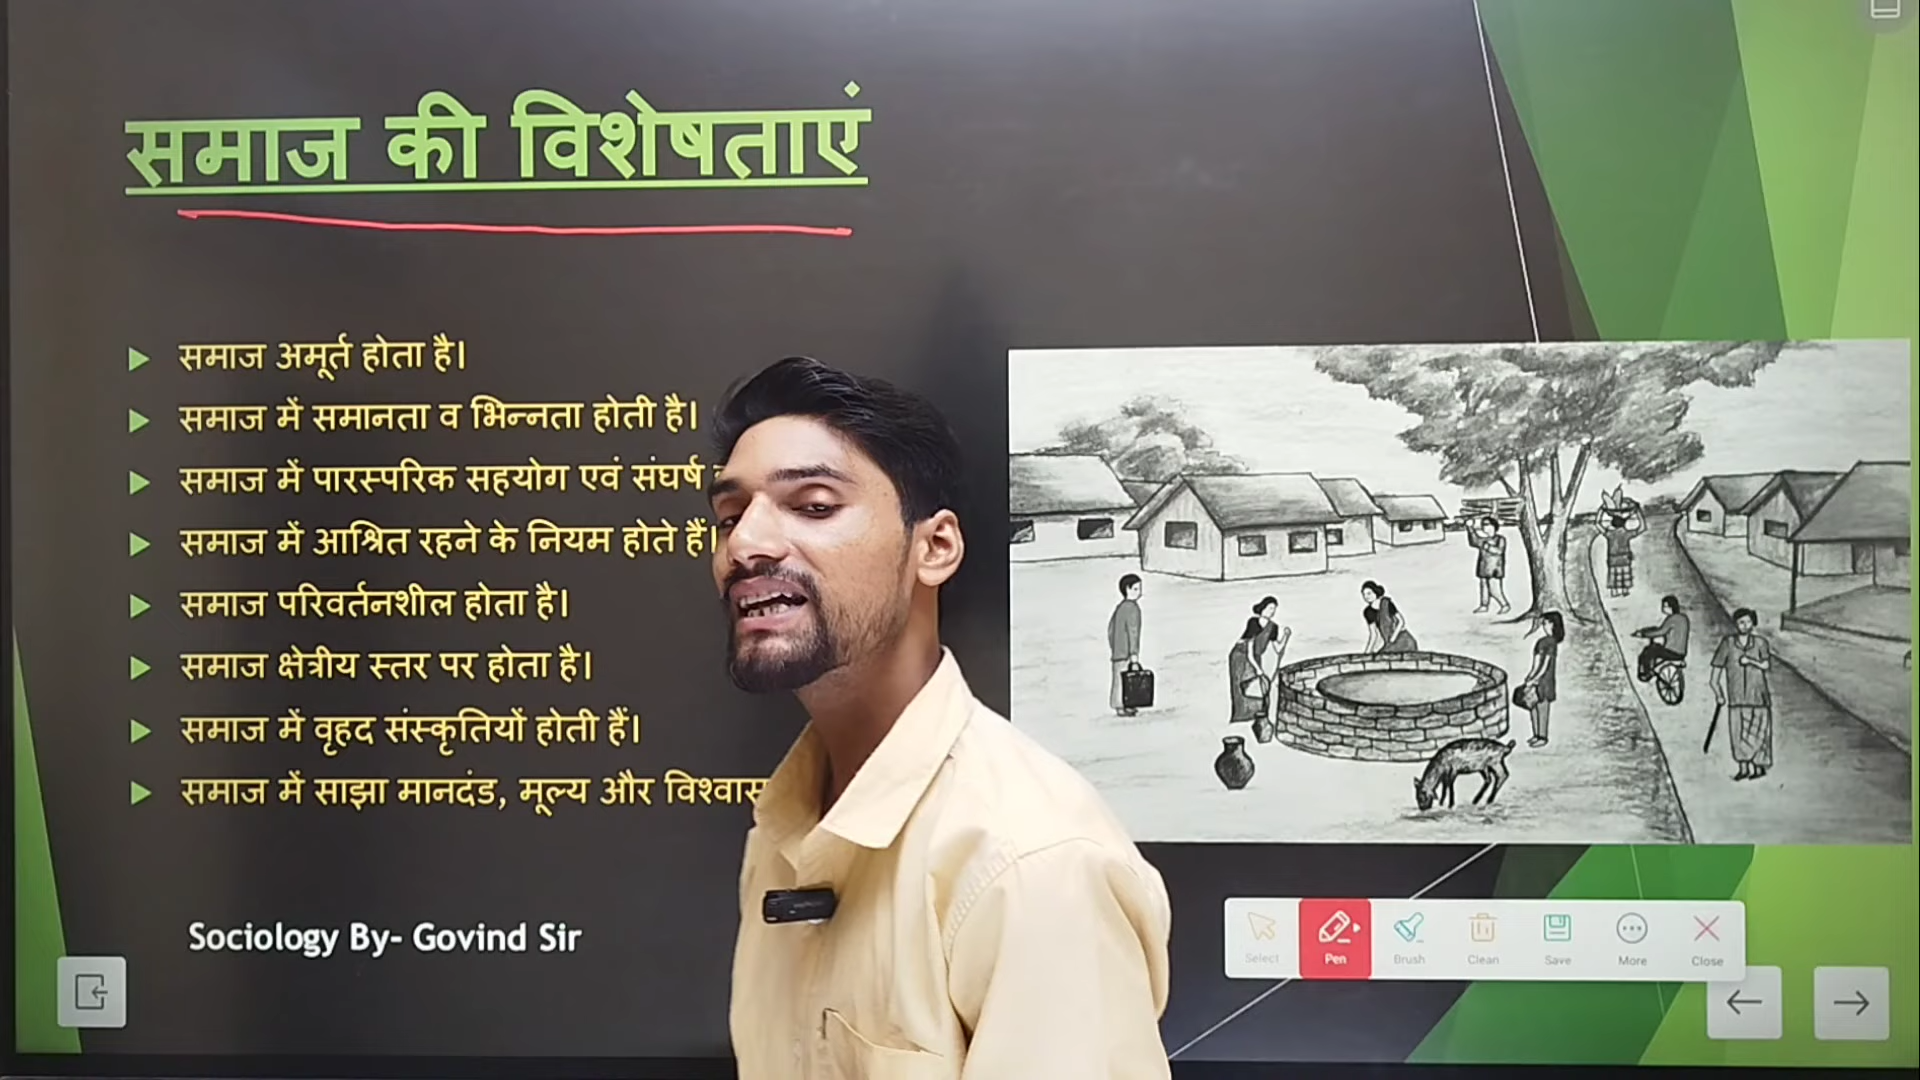 समाज की विशेषताएं
समाज अमूर्त होता है।
समाज में समानता व भिन्नता होती है।
समाज में पारस्परिक सहयोग एवं संघर्ष
समाज में आश्रित रहने के नियम होते हैं।
समाज परिवर्तनशील होता है।
समाज क्षेत्रीय स्तर पर होता है।
समाज में वृहद संस्कृतियों होती हैं।
समाज में साझा मानदंड, मूल्य और विश्वास
Sociology By- Govind Sir
Select Pen Brush Clean Save More Close